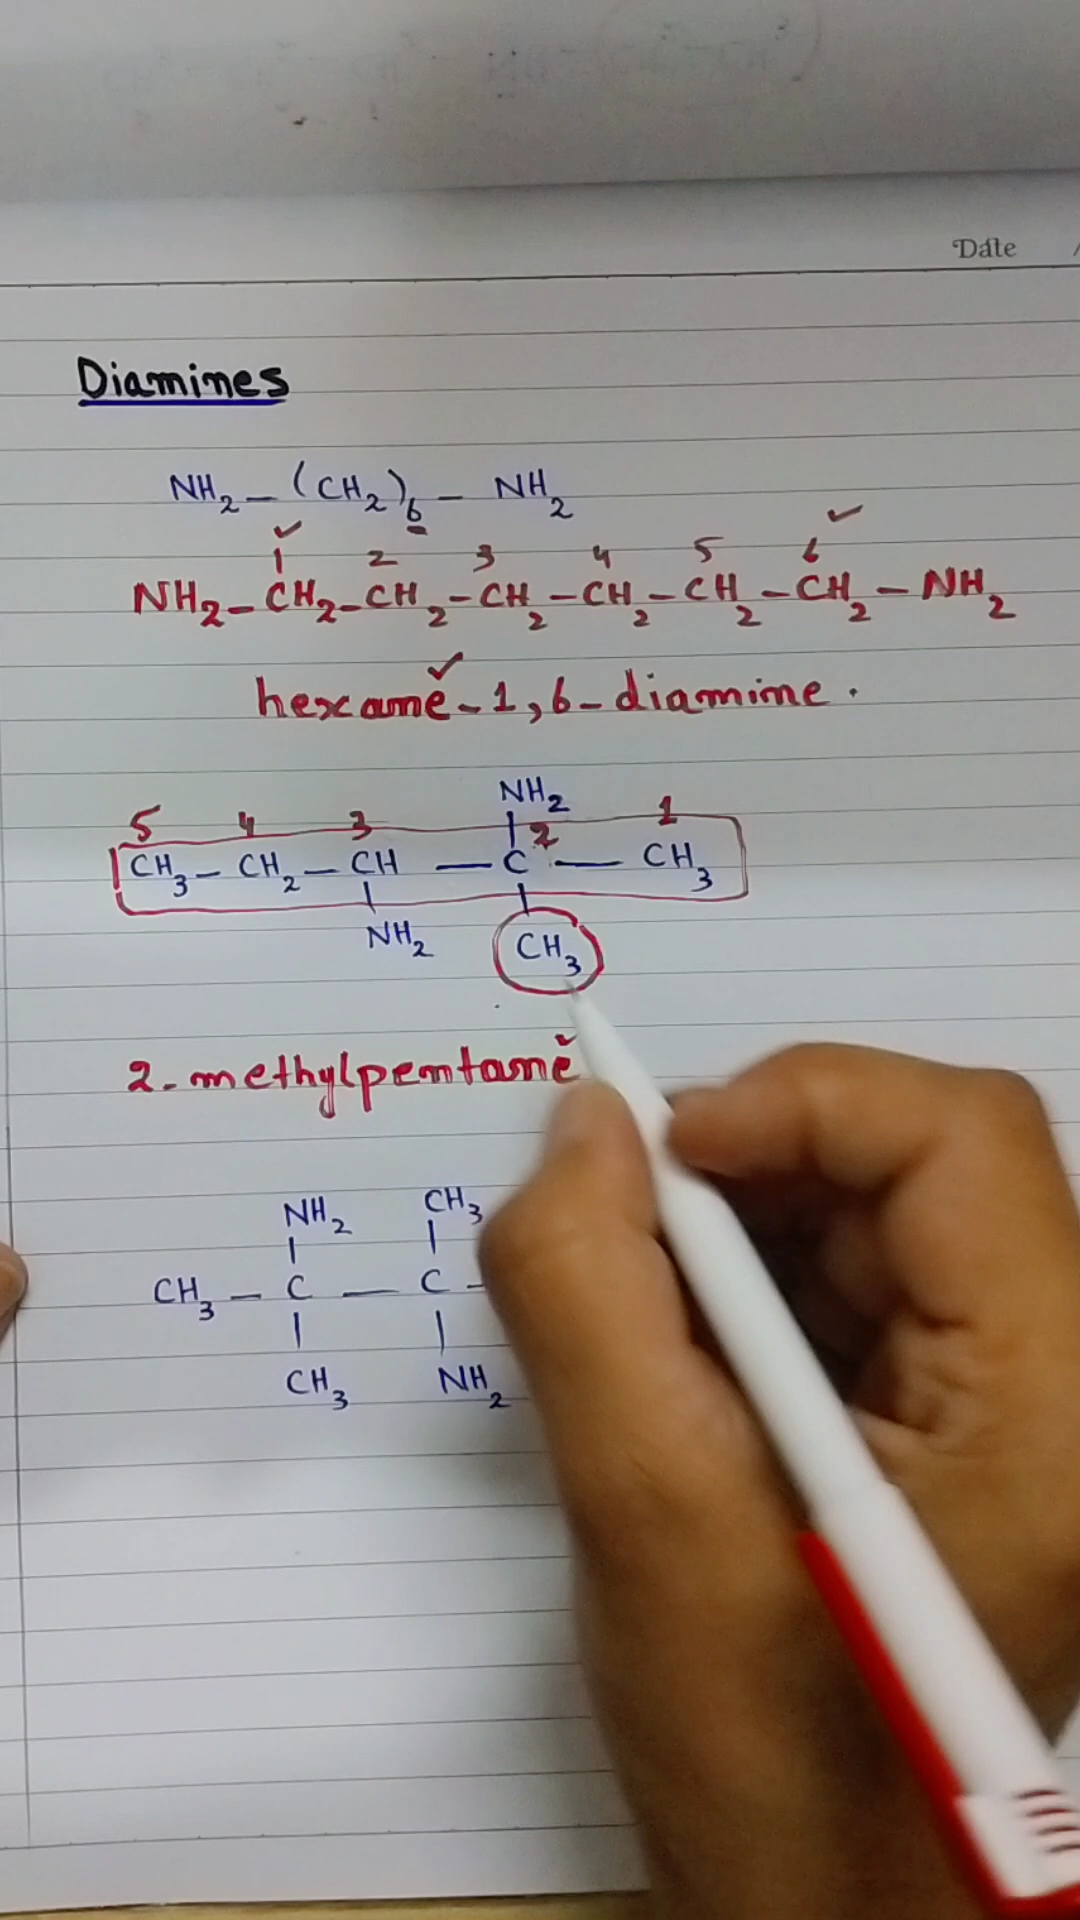 Date
Diamines
NH2 – (CH2)6 – NH2
1 2 3 4 5 6
NH2 – CH2 – CH2 – CH2 – CH2 – CH2 – CH2 – NH2
hexane – 1,6 – diamine.
NH2
5 4 3 2 1
CH3 – CH2 – CH — C — CH3
NH2 CH3
2-methylpentane
NH2 CH3
CH3 – C — C –
CH3 NH2